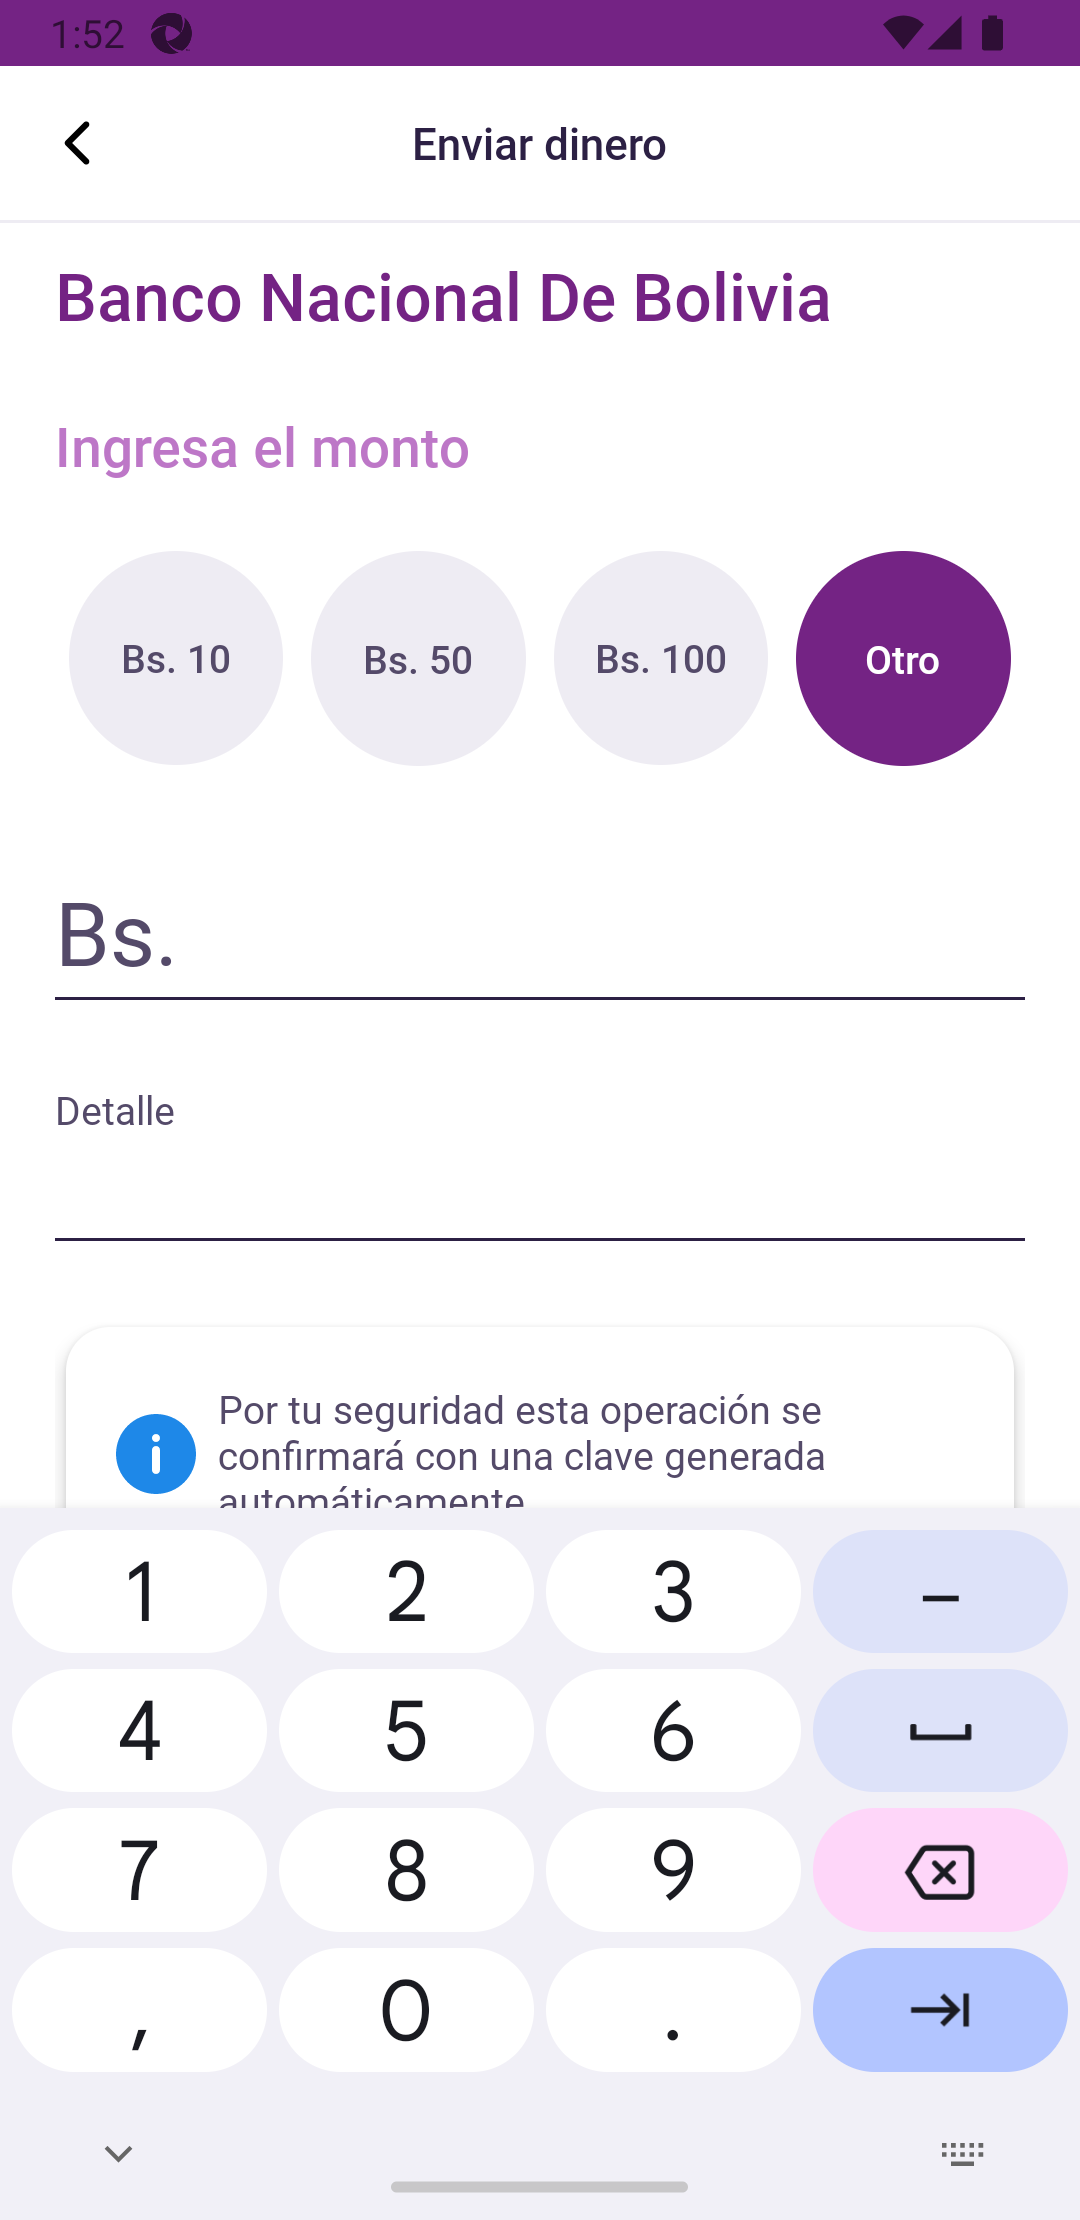 1:52
Enviar dinero
Banco Nacional De Bolivia
Ingresa el monto
Bs. 10
Bs. 50
Bs. 100
Otro
Bs.
Detalle
Por tu seguridad esta operación se
confirmará con una clave generada
automáticamente
1 2 3 –
4 5 6
7 8 9
, 0 .